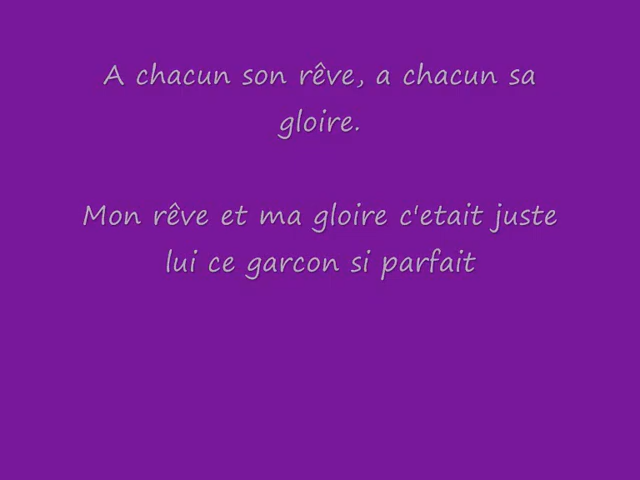 A chacun son rêve, a chacun sa
gloire.
Mon rêve et ma gloire c'etait juste
lui ce garcon si parfait